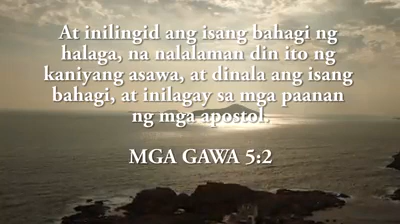 At inilingid ang isang bahagi ng
halaga, na nalalaman din ito ng
kaniyang asawa, at dinala ang isang
bahagi, at inilagay sa mga paanan
ng mga apostol.
MGA GAWA 5:2